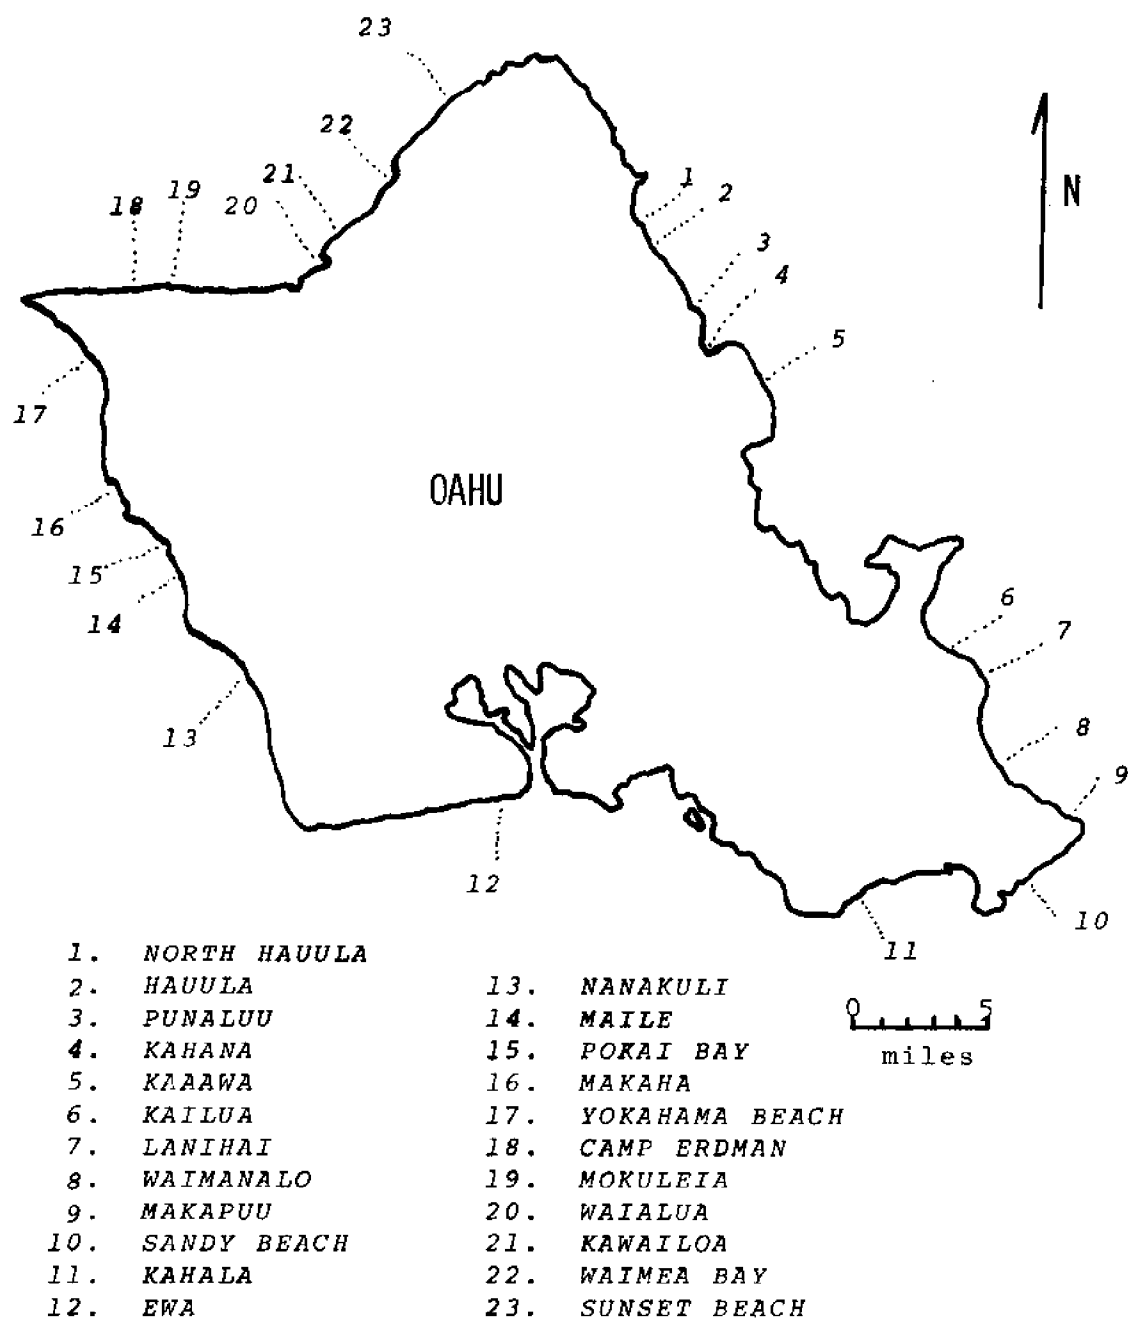 23
22
21
1
19
2
18
20
N
3
4
5
17
OAHU
16
15
6
14
7
13
8
9
12
10
11
1. NORTH HAUULA
2. HAUULA
3. PUNALUU
4. KAHANA
5. KAAAWA
6. KAILUA
7. LANIHAI
8. WAIMANALO
9. MAKAPUU
10. SANDY BEACH
11. KAHALA
12. EWA
13. NANAKULI
14. MAILE
15. POKAI BAY
16. MAKAHA
17. YOKAHAMA BEACH
18. CAMP ERDMAN
19. MOKULEIA
20. WAIALUA
21. KAWAILOA
22. WAIMEA BAY
23. SUNSET BEACH
0 5
miles